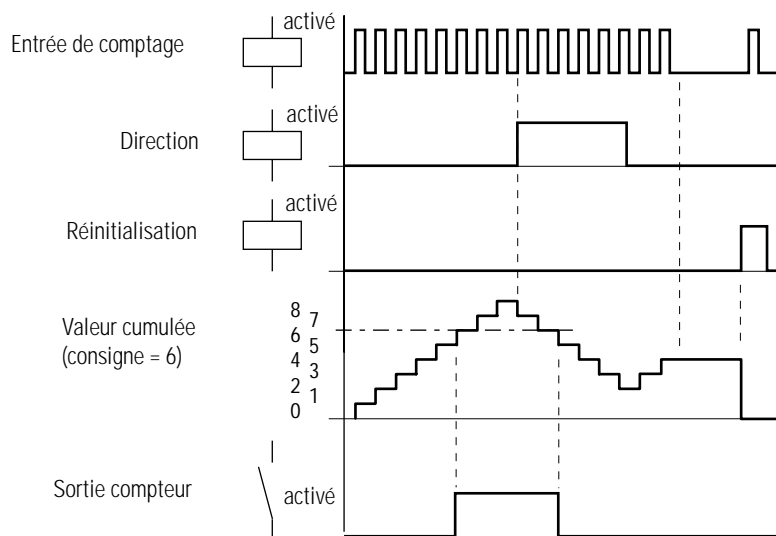 activé
Entrée de comptage
activé
Direction
activé
Réinitialisation
Valeur cumulée
(consigne = 6)
8
7
6
5
4
3
2
1
0
Sortie compteur
activé